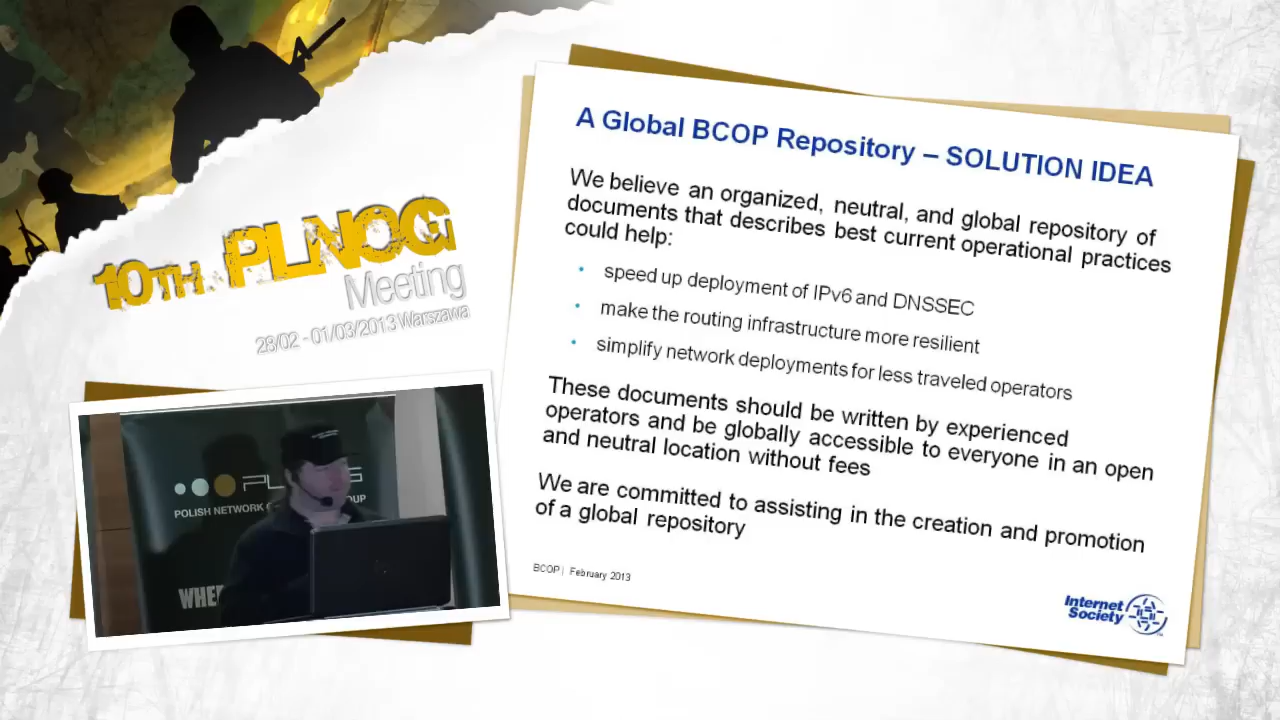 10TH PLNOG
Meeting
28/02 - 01/03/2013 Warszawa
POLISH NETWORK
A Global BCOP Repository – SOLUTION IDEA
We believe an organized, neutral, and global repository of
documents that describes best current operational practices
could help:
• speed up deployment of IPv6 and DNSSEC
• make the routing infrastructure more resilient
• simplify network deployments for less traveled operators
These documents should be written by experienced
operators and be globally accessible to everyone in an open
and neutral location without fees
We are committed to assisting in the creation and promotion
of a global repository
BCOP | February 2013
Internet
Society